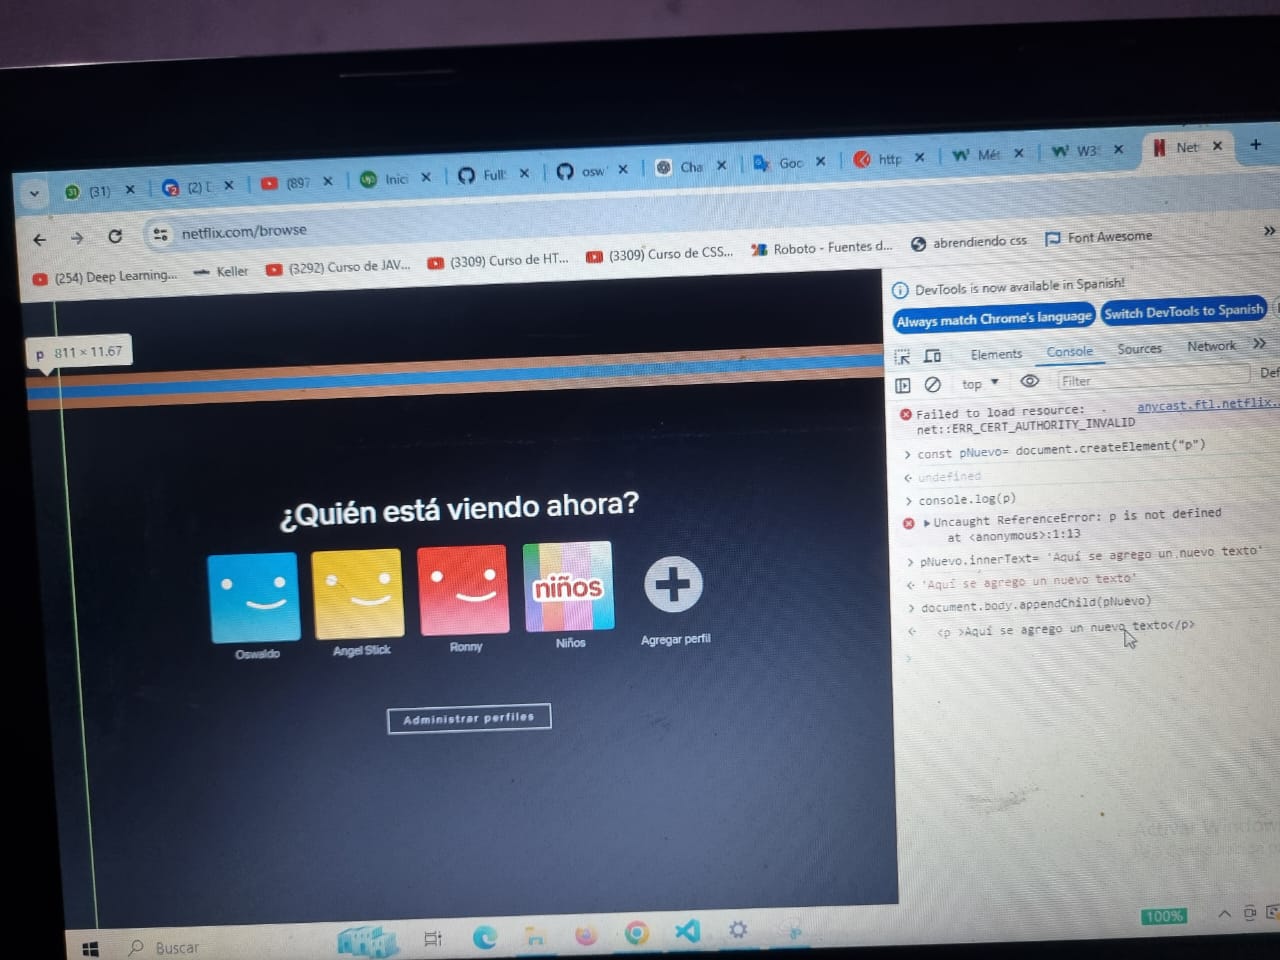 (31)
(2)
(897
Inici
Full
osw
Cha
Goo
http
Mét
W3
Net
netflix.com/browse
(254) Deep Learning...
Keller
(3292) Curso de JAV...
(3309) Curso de HT...
(3309) Curso de CSS...
Roboto - Fuentes d...
abrendiendo css
Font Awesome
DevTools is now available in Spanish!
Always match Chrome's language
Switch DevTools to Spanish
Elements
Console
Sources
Network
top
Filter
Def
Failed to load resource: anycast.ftl.netflix.
net::ERR_CERT_AUTHORITY_INVALID
const pNuevo= document.createElement("p")
undefined
console.log(p)
Uncaught ReferenceError: p is not defined
at <anonymous>:1:13
pNuevo.innerText= 'Aquí se agrego un nuevo texto'
'Aquí se agrego un nuevo texto'
document.body.appendChild(pNuevo)
<p >Aquí se agrego un nuevo texto</p>
p 811 × 11.67
¿Quién está viendo ahora?
niños
Oswaldo
Angel Stick
Ronny
Niños
Agregar perfil
Administrar perfiles
Activar Window
100%
Buscar